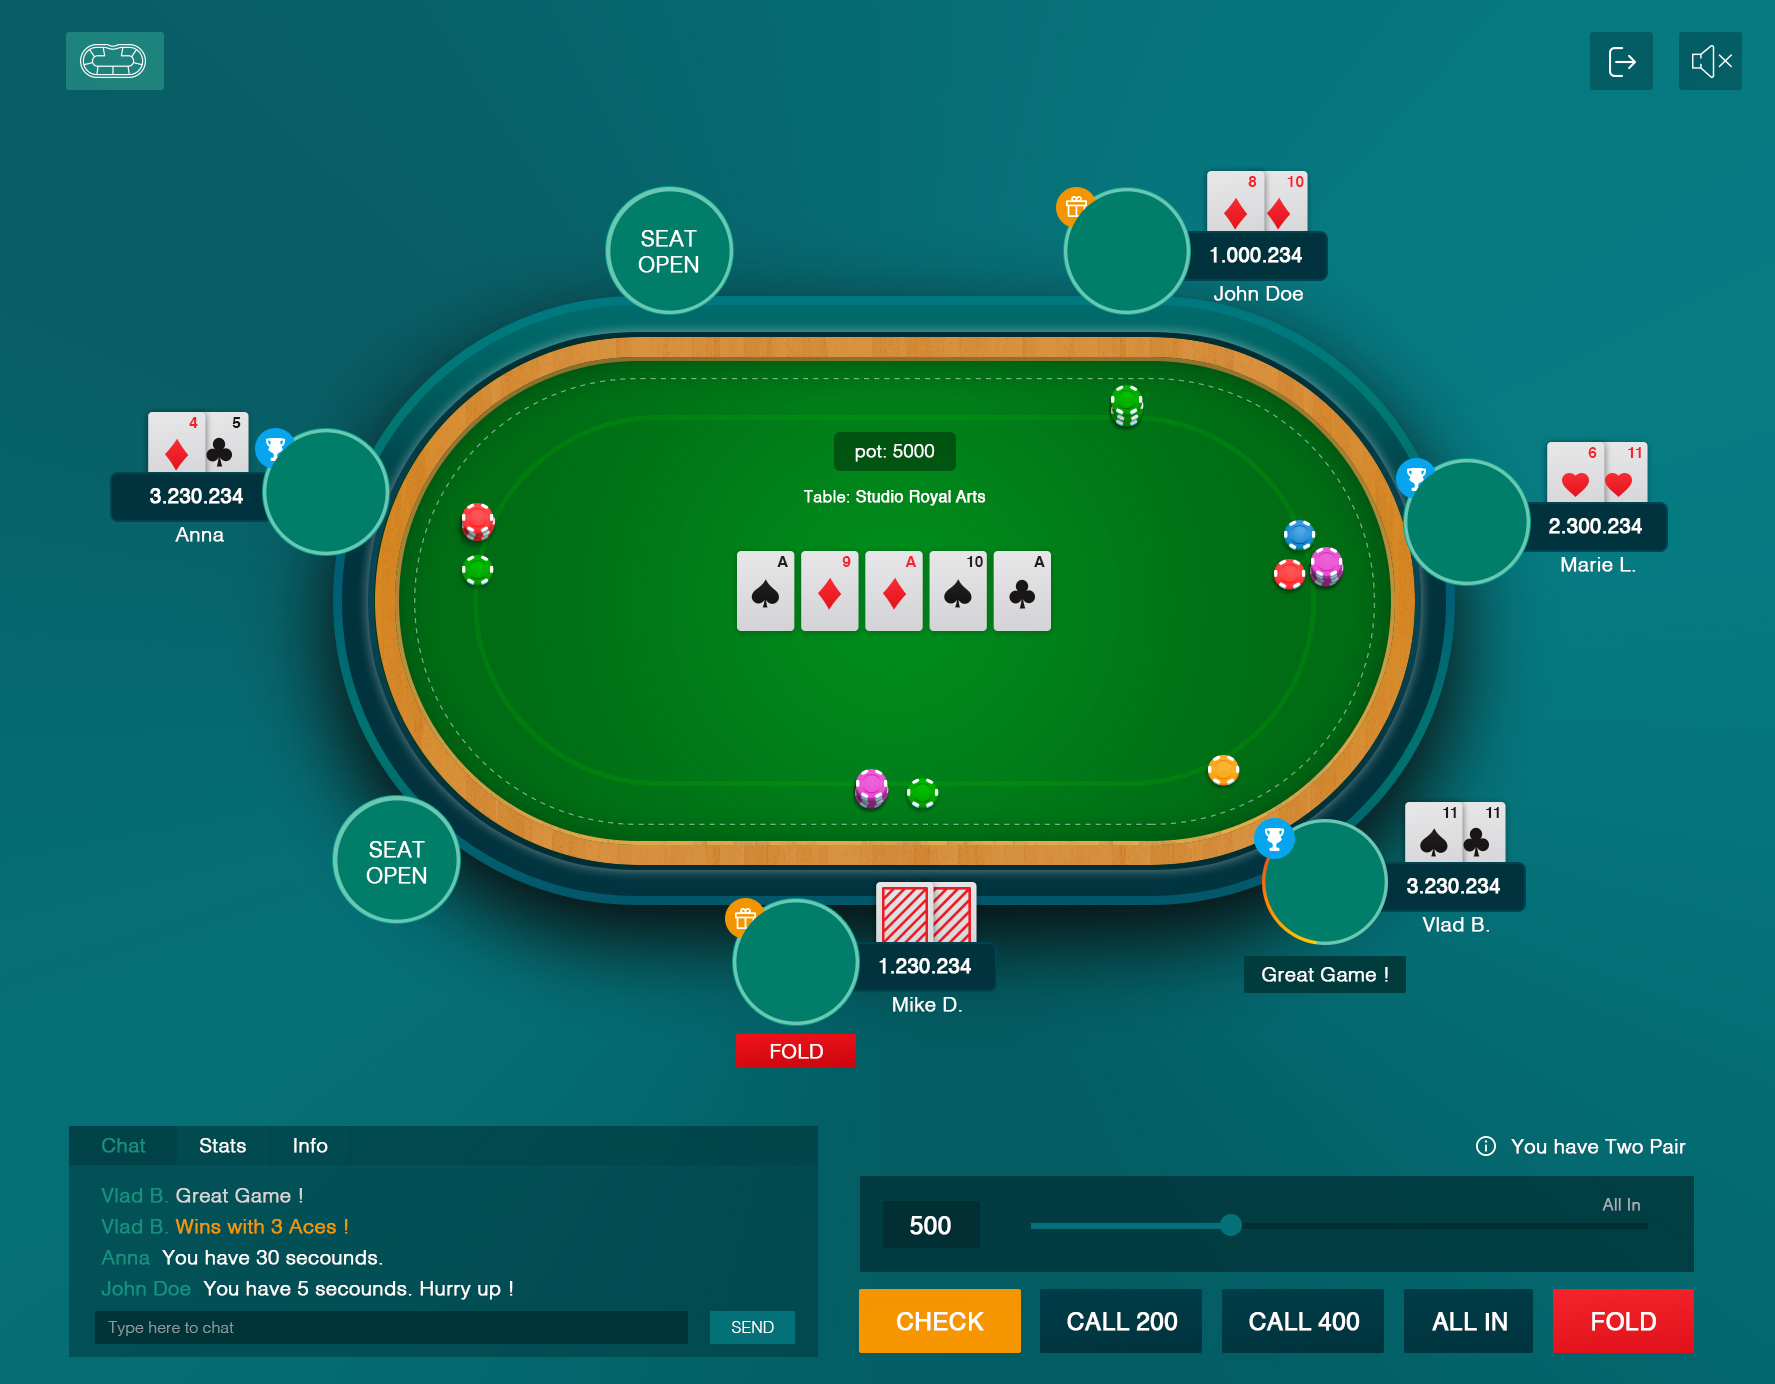 8 10
SEAT
OPEN
1.000.234
John Doe
4 5
3.230.234
Anna
pot: 5000
6 11
Table: Studio Royal Arts
2.300.234
Marie L.
A 9 A 10 A
11 11
SEAT
OPEN
3.230.234
Vlad B.
1.230.234
Great Game !
Mike D.
FOLD
Chat Stats Info
You have Two Pair
Vlad B. Great Game !
Vlad B. Wins with 3 Aces !
Anna You have 30 secounds.
John Doe You have 5 secounds. Hurry up !
Type here to chat SEND
All In
500
CHECK CALL 200 CALL 400 ALL iN FOLD